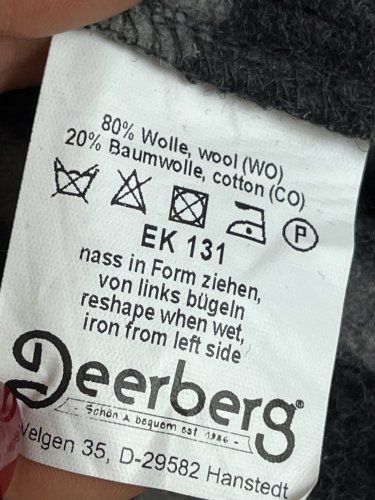 80% Wolle, wool (WO)
20% Baumwolle, cotton (CO)
P
EK 131
nass in Form ziehen,
von links bügeln
reshape when wet,
iron from left side
Deerberg®
- Schön & bequem est. 1986 -
Velgen 35, D-29582 Hanstedt